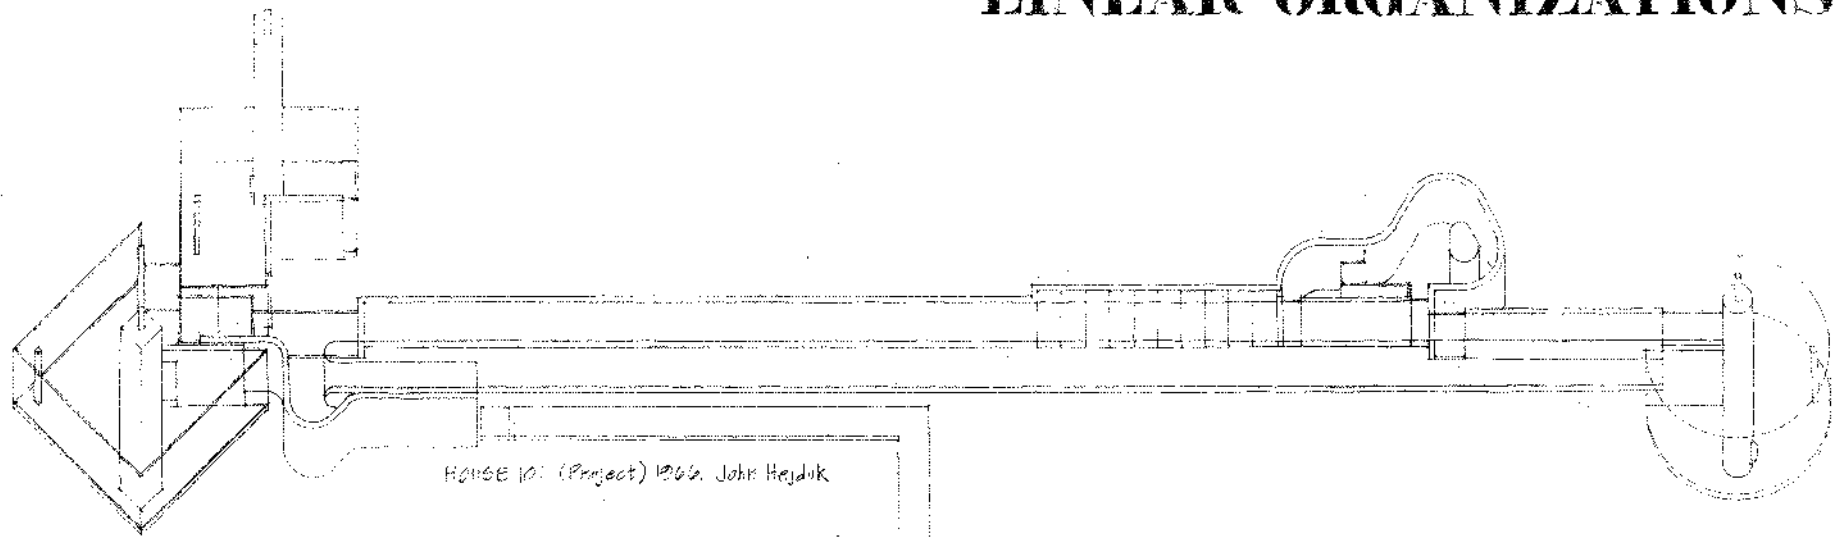 LINEAR ORGANIZATIONS
HOUSE 10: (Project) 1966. John Hejduk